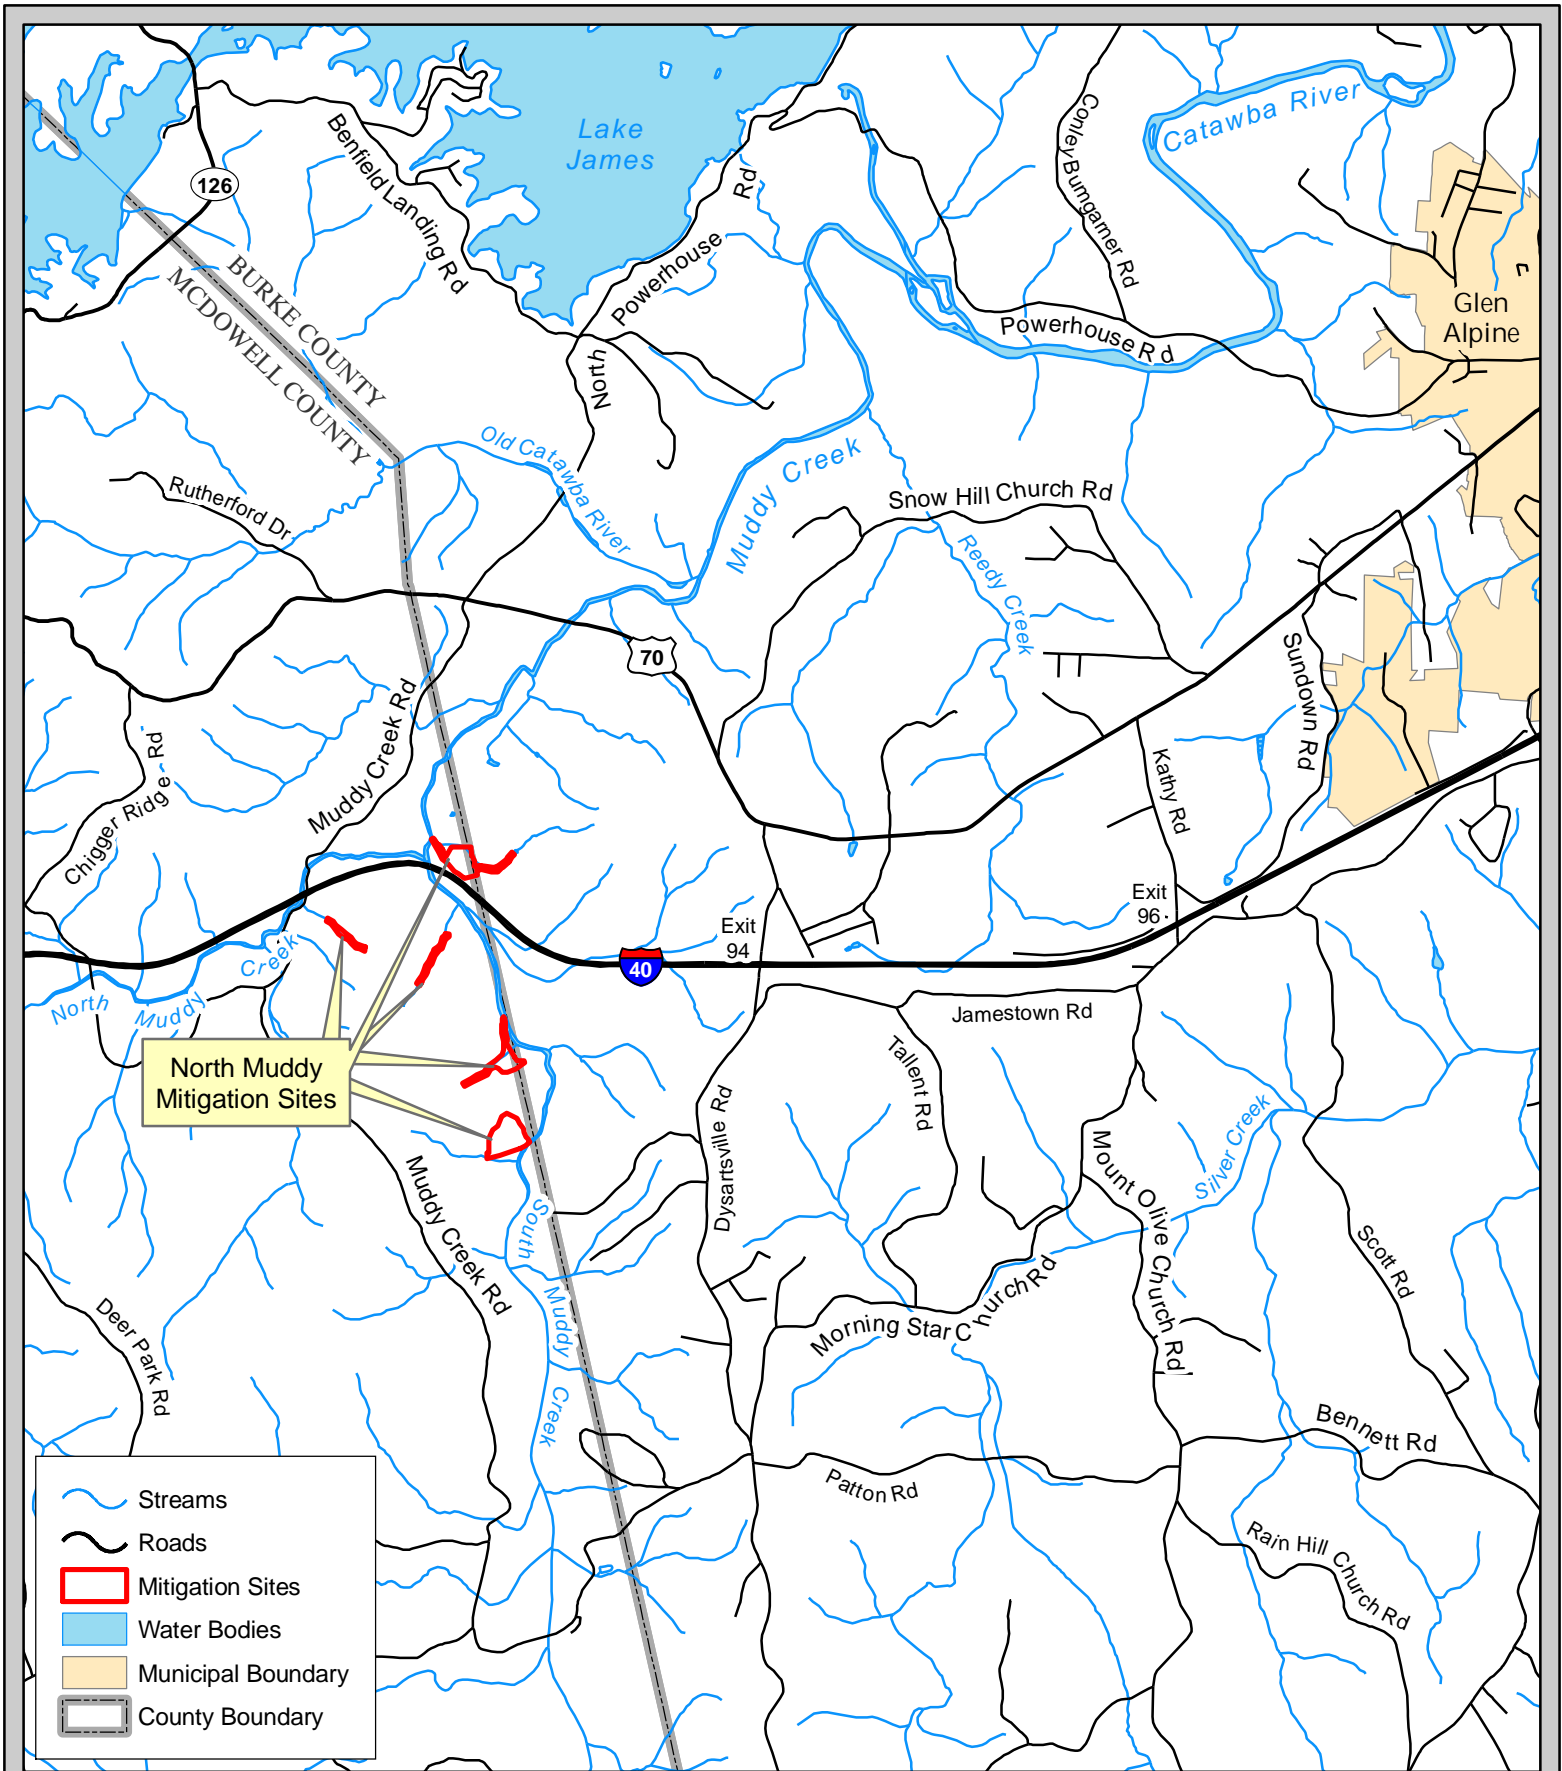 Catawba River
Conley Bumgarner Rd
Lake
James
Benfield Landing Rd
126
Powerhouse Rd
BURKE COUNTY
MCDOWELL COUNTY
Glen
Alpine
Powerhouse Rd
North
Old Catawba River
Muddy Creek
Snow Hill Church Rd
Rutherford Dr
Reedy Creek
70
Sundown Rd
Muddy Creek Rd
Chigger Ridge Rd
Kathy Rd
Exit
96
Exit
94
40
North Muddy Creek
Jamestown Rd
Tallent Rd
North Muddy
Mitigation Sites
Dysartsville Rd
Silver Creek
Mount Olive Church Rd
Muddy Creek Rd
South Muddy Creek
Scott Rd
Morning Star Church Rd
Deer Park Rd
Bennett Rd
Patton Rd
Rain Hill Church Rd
Streams
Roads
Mitigation Sites
Water Bodies
Municipal Boundary
County Boundary